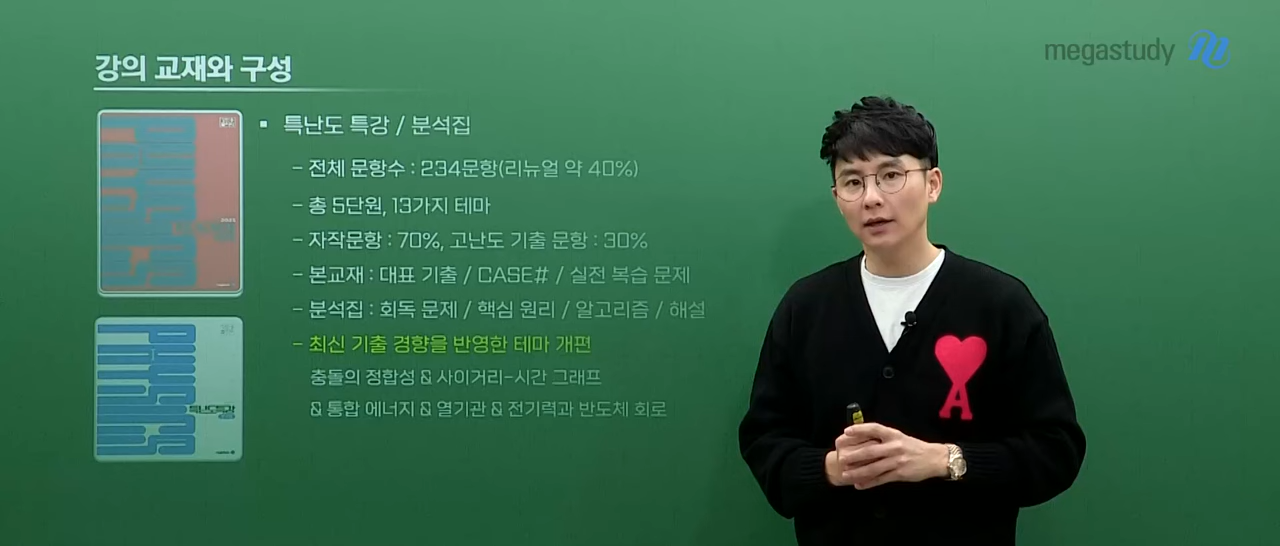 megastudy
강의 교재와 구성
특난도 특강 / 분석집
– 전체 문항수 : 234문항(리뉴얼 약 40%)
– 총 5단원, 13가지 테마
– 자작문항 : 70%, 고난도 기출 문항 : 30%
– 본교재 : 대표 기출 / CASE# / 실전 복습 문제
– 분석집 : 회독 문제 / 핵심 원리 / 알고리즘 / 해설
– 최신 기출 경향을 반영한 테마 개편
충돌의 정합성 & 사이거리-시간 그래프
& 통합 에너지 & 열기관 & 전기력과 반도체 회로
특난도특강
A